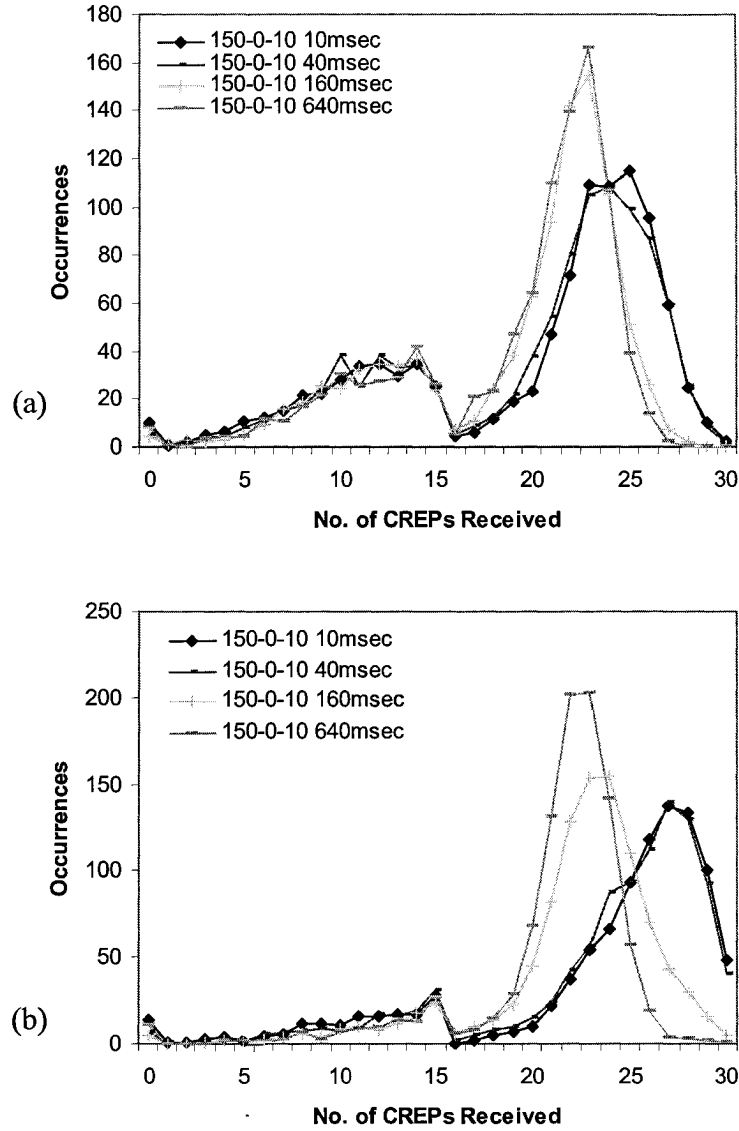 180
160
140
120
100
80
60
40
20
0
Occurrences
150-0-10 10msec
150-0-10 40msec
150-0-10 160msec
150-0-10 640msec
(a)
0 5 10 15 20 25 30
No. of CREPs Received
250
200
150
100
50
0
Occurrences
150-0-10 10msec
150-0-10 40msec
150-0-10 160msec
150-0-10 640msec
(b)
0 5 10 15 20 25 30
No. of CREPs Received